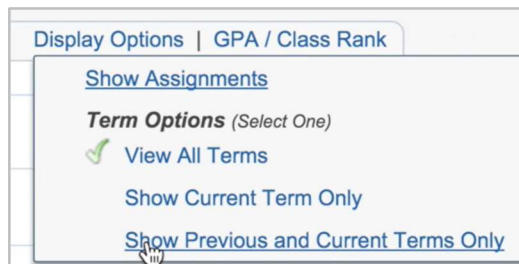 Display Options | GPA / Class Rank
Show Assignments
Term Options (Select One)
View All Terms
Show Current Term Only
Show Previous and Current Terms Only